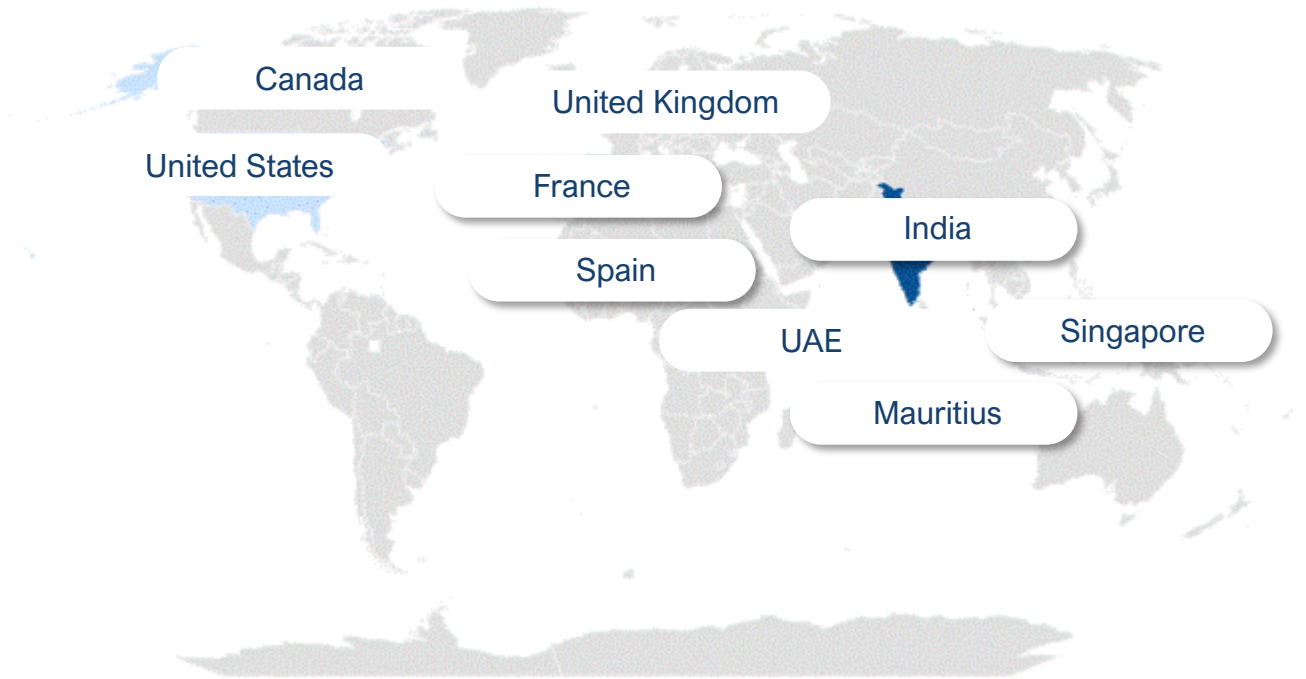 Canada
United Kingdom
United States
France
India
Spain
Singapore
UAE
Mauritius